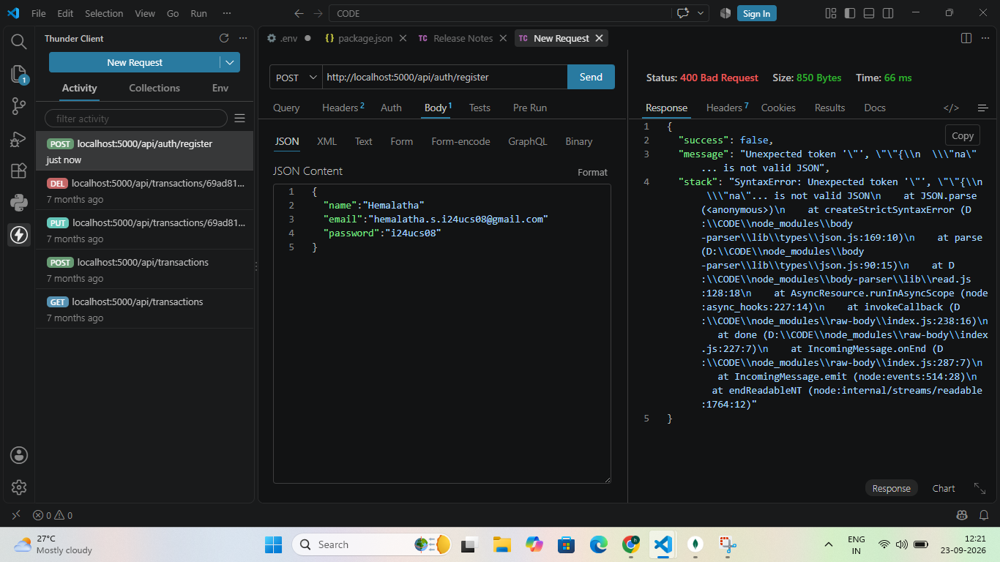 File Edit Selection View Go Run ··· CODE Sign In
Thunder Client
New Request
Activity Collections Env
filter activity
POST localhost:5000/api/auth/register
just now
DEL localhost:5000/api/transactions/69ad81...
7 months ago
PUT localhost:5000/api/transactions/69ad81...
7 months ago
POST localhost:5000/api/transactions
7 months ago
GET localhost:5000/api/transactions
7 months ago
1
.env package.json TC Release Notes TC New Request
POST http://localhost:5000/api/auth/register Send
Query Headers 2 Auth Body 1 Tests Pre Run
JSON XML Text Form Form-encode GraphQL Binary
JSON Content Format
1 {
2 "name":"Hemalatha"
3 "email":"hemalatha.s.i24ucs08@gmail.com"
4 "password":"i24ucs08"
5 }
Status: 400 Bad Request Size: 850 Bytes Time: 66 ms
Response Headers 7 Cookies Results Docs </>
Copy
1 {
2 "success": false,
3 "message": "Unexpected token '\"', \"\"{\\n  \\\"na\"
... is not valid JSON",
4 "stack": "SyntaxError: Unexpected token '\"', \"\"{\\n
\\\"na\"... is not valid JSON\n    at JSON.parse
(<anonymous>)\n    at createStrictSyntaxError (D
:\\CODE\\node_modules\\body
-parser\\lib\\types\\json.js:169:10)\n    at parse
(D:\\CODE\\node_modules\\body
-parser\\lib\\types\\json.js:90:15)\n    at D
:\\CODE\\node_modules\\body-parser\\lib\\read.js
:128:18\n    at AsyncResource.runInAsyncScope (node
:async_hooks:227:14)\n    at invokeCallback (D
:\\CODE\\node_modules\\raw-body\\index.js:238:16)\n
at done (D:\\CODE\\node_modules\\raw-body\\index
.js:227:7)\n    at IncomingMessage.onEnd (D
:\\CODE\\node_modules\\raw-body\\index.js:287:7)\n
at IncomingMessage.emit (node:events:514:28)\n
at endReadableNT (node:internal/streams/readable
:1764:12)"
5 }
Response Chart
0 0
27°C
Mostly cloudy
Search
ENG
IN
12:21
23-09-2026